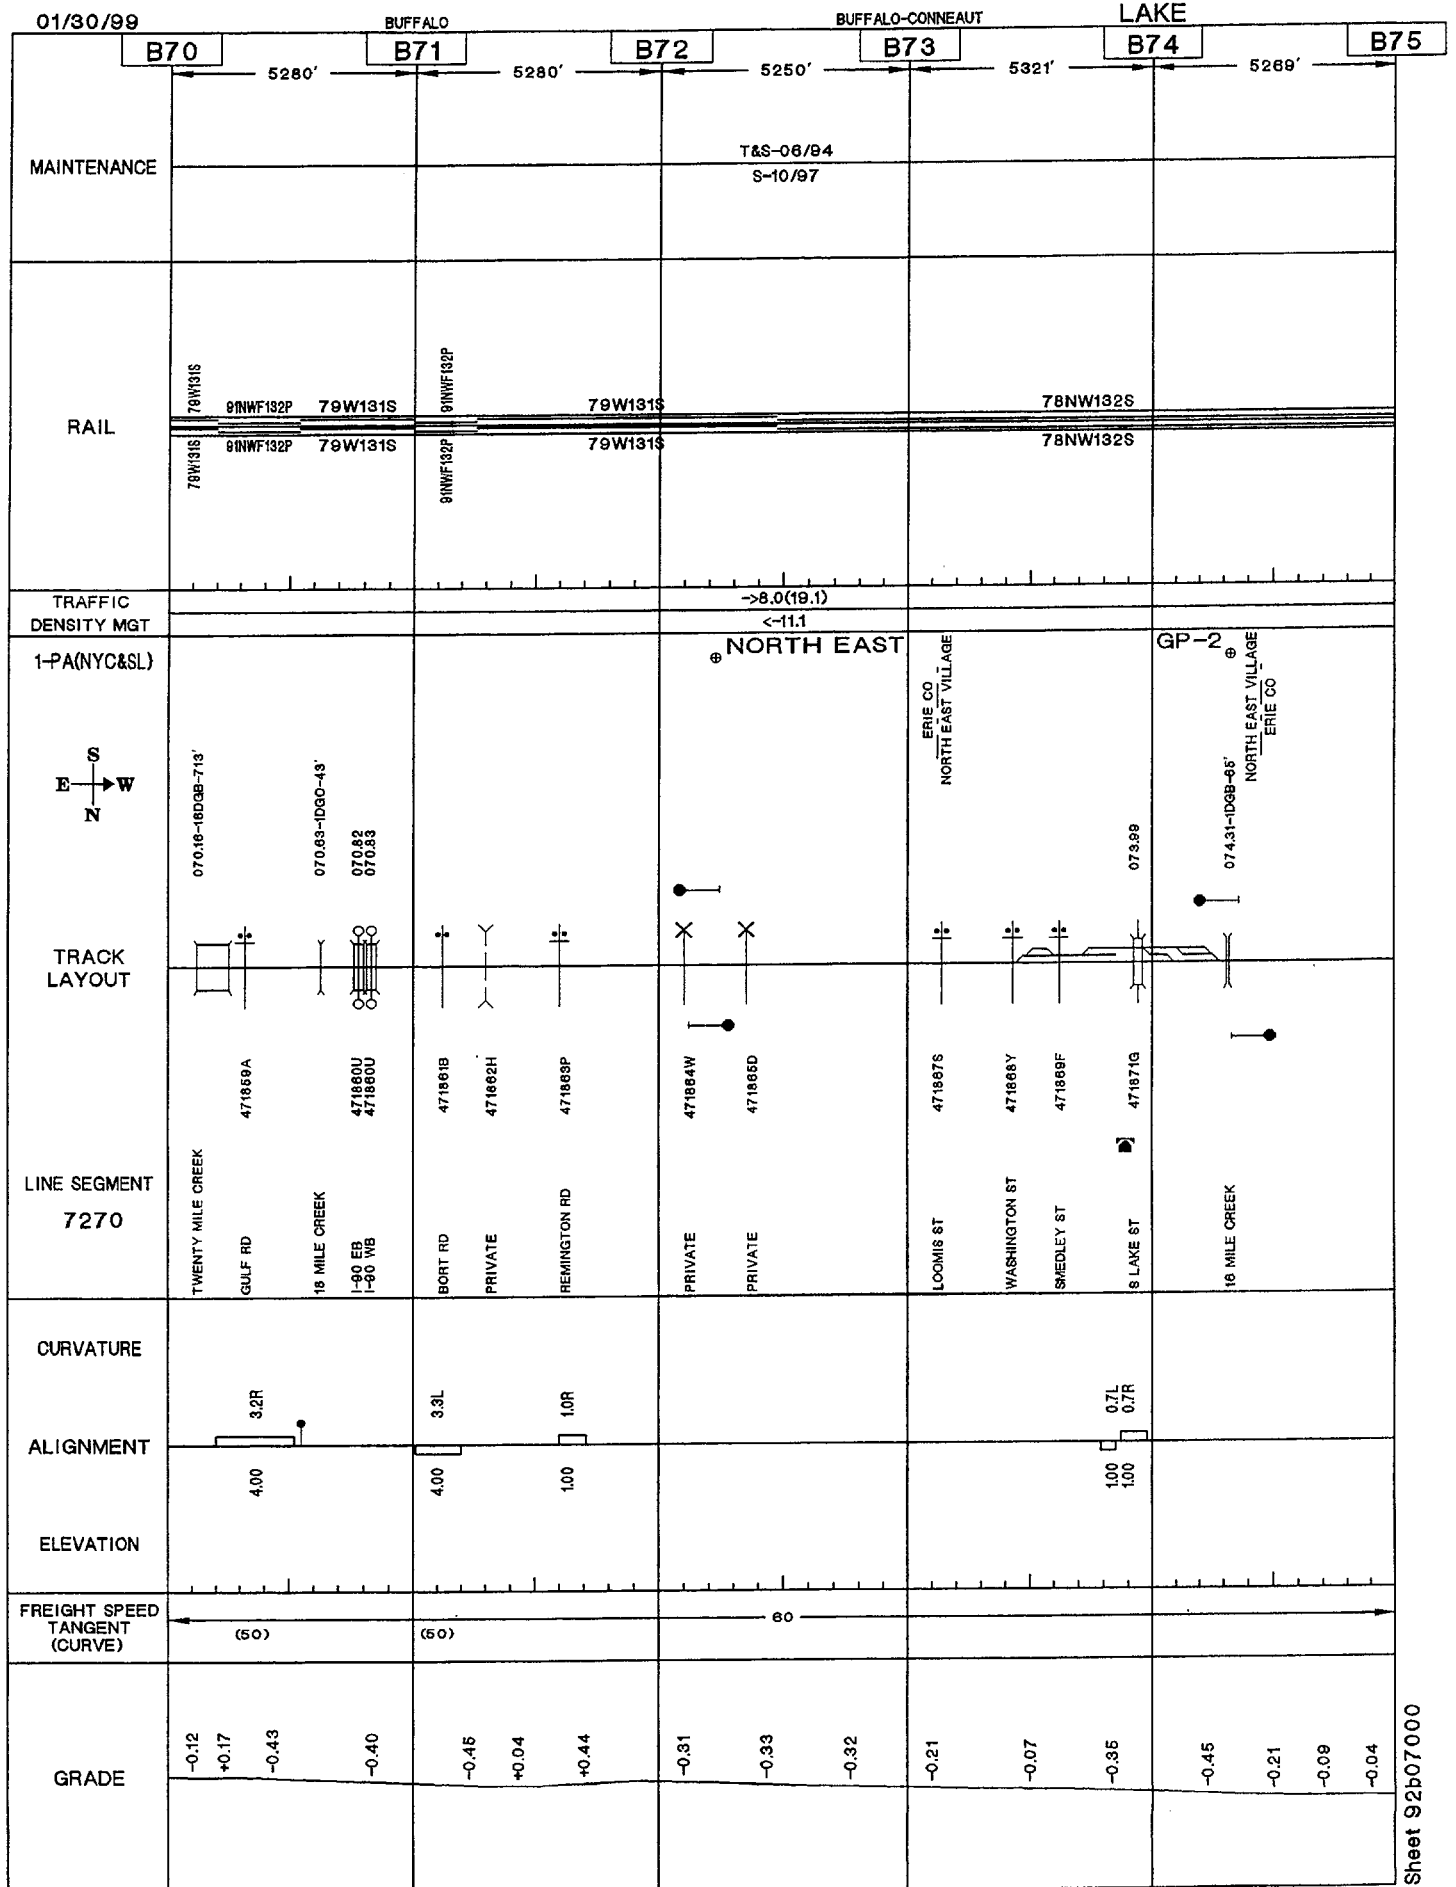 01/30/99
BUFFALO
BUFFALO-CONNEAUT
LAKE
B70
B71
B72
B73
B74
B75
5280'
5280'
5250'
5321'
5269'
MAINTENANCE
T&S-06/94
S-10/97
RAIL
79W131S
91NWF132P
79W131S
91NWF132P
79W131S
78NW132S
79W131S
91NWF132P
79W131S
91NWF132P
79W131S
78NW132S
TRAFFIC
DENSITY MGT
->8.0(19.1)
<-11.1
1-PA(NYC&SL)
NORTH EAST
ERIE CO
NORTH EAST VILLAGE
GP-2
NORTH EAST VILLAGE
ERIE CO
S
E W
N
070.16-16DGB-713'
070.63-1DGO-43'
070.82
070.83
073.99
074.31-1DGB-65'
TRACK
LAYOUT
471859A
471860U
471860U
471861B
471862H
471863P
471864W
471865D
471867S
471868Y
471869F
471871G
LINE SEGMENT
7270
TWENTY MILE CREEK
GULF RD
18 MILE CREEK
I-90 EB
I-90 WB
BORT RD
PRIVATE
REMINGTON RD
PRIVATE
PRIVATE
LOOMIS ST
WASHINGTON ST
SMEDLEY ST
S LAKE ST
16 MILE CREEK
CURVATURE
3.2R
3.3L
1.0R
0.7L
0.7R
ALIGNMENT
4.00
4.00
1.00
1.00
1.00
ELEVATION
FREIGHT SPEED
TANGENT
(CURVE)
60
(50)
(50)
GRADE
-0.12
+0.17
-0.43
-0.40
-0.45
+0.04
+0.44
-0.31
-0.33
-0.32
-0.21
-0.07
-0.35
-0.45
-0.21
-0.09
-0.04
Sheet 92b07000